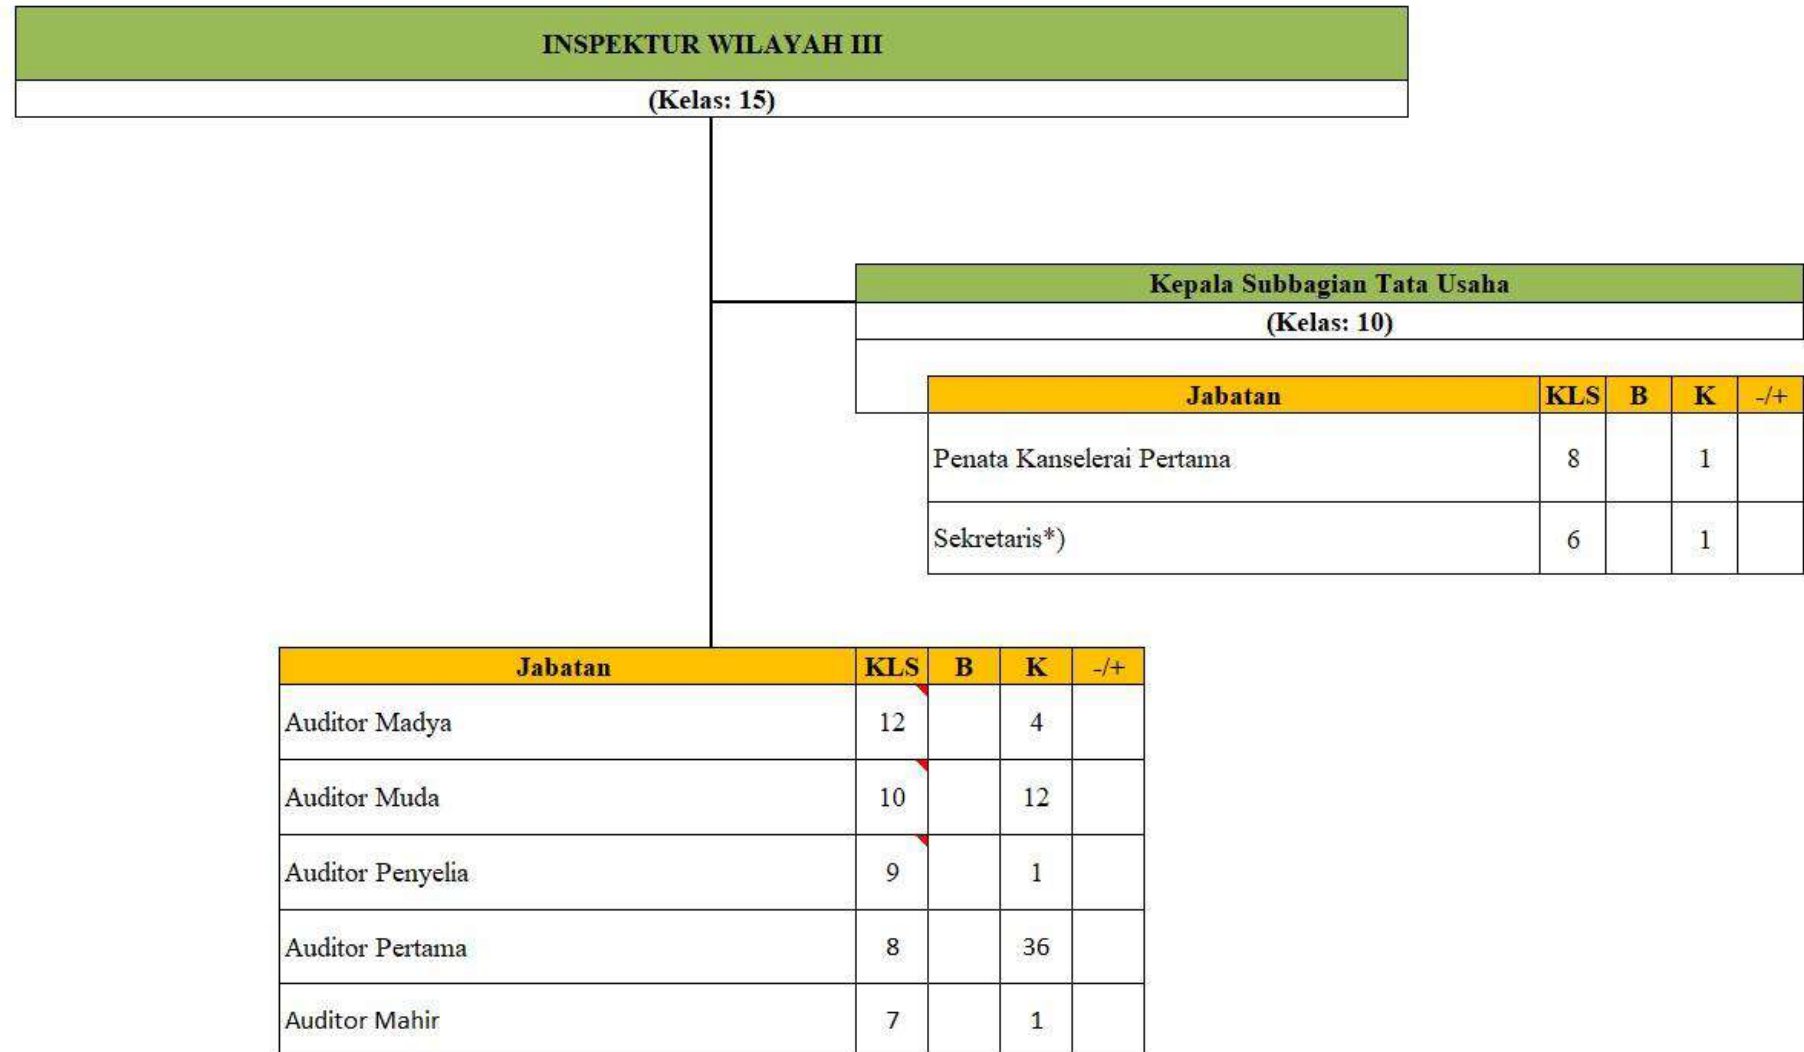 INSPEKTUR WILAYAH III
(Kelas: 15)
Kepala Subbagian Tata Usaha
(Kelas: 10)
Jabatan KLS B K -/+
Penata Kanselerai Pertama 8 1
Sekretaris*) 6 1
Jabatan KLS B K -/+
Auditor Madya 12 4
Auditor Muda 10 12
Auditor Penyelia 9 1
Auditor Pertama 8 36
Auditor Mahir 7 1